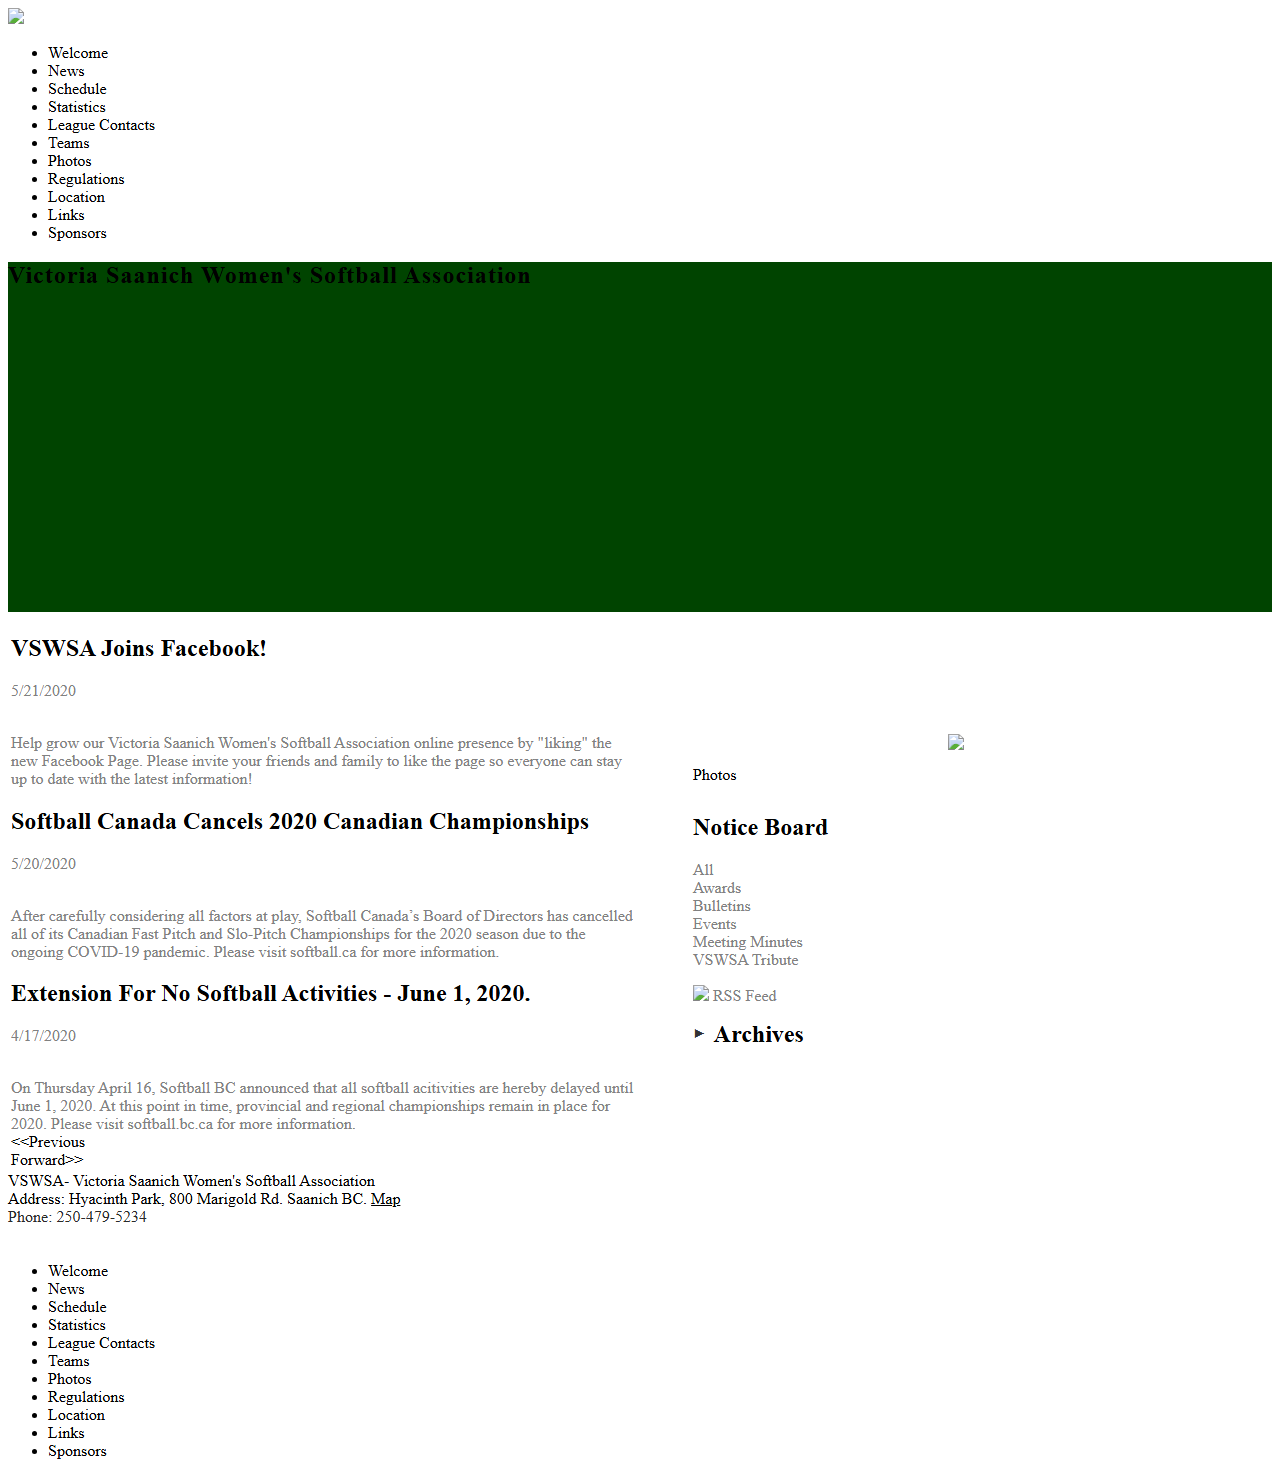 Welcome
News
Schedule
Statistics
League Contacts
Teams
Photos
Regulations
Location
Links
Sponsors
Victoria Saanich Women's Softball Association
VSWSA Joins Facebook!
5/21/2020
Help grow our Victoria Saanich Women's Softball Association online presence by "liking" the
new Facebook Page. Please invite your friends and family to like the page so everyone can stay
up to date with the latest information!
Softball Canada Cancels 2020 Canadian Championships
5/20/2020
After carefully considering all factors at play, Softball Canada’s Board of Directors has cancelled
all of its Canadian Fast Pitch and Slo-Pitch Championships for the 2020 season due to the
ongoing COVID-19 pandemic. Please visit softball.ca for more information.
Extension For No Softball Activities - June 1, 2020.
4/17/2020
On Thursday April 16, Softball BC announced that all softball acitivities are hereby delayed until
June 1, 2020. At this point in time, provincial and regional championships remain in place for
2020. Please visit softball.bc.ca for more information.
<<Previous
Forward>>
Photos
Notice Board
All
Awards
Bulletins
Events
Meeting Minutes
VSWSA Tribute
RSS Feed
► Archives
VSWSA- Victoria Saanich Women's Softball Association
Address: Hyacinth Park, 800 Marigold Rd. Saanich BC. Map
Phone: 250-479-5234
Welcome
News
Schedule
Statistics
League Contacts
Teams
Photos
Regulations
Location
Links
Sponsors